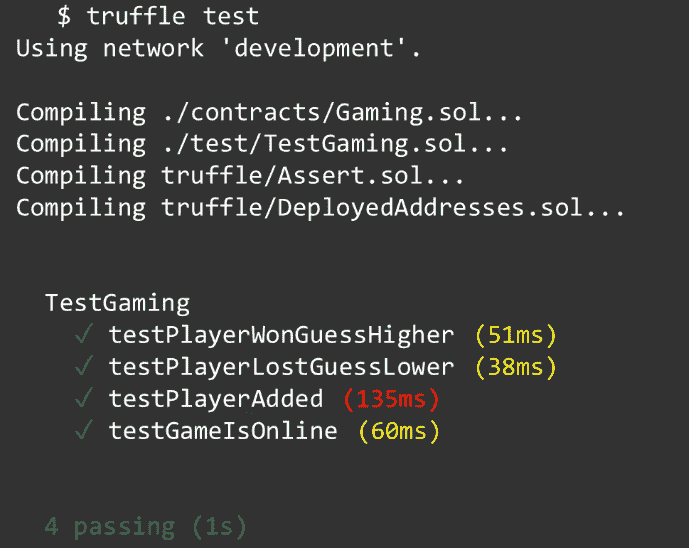 $ truffle test
Using network 'development'.
Compiling ./contracts/Gaming.sol...
Compiling ./test/TestGaming.sol...
Compiling truffle/Assert.sol...
Compiling truffle/DeployedAddresses.sol...
TestGaming
✓ testPlayerWonGuessHigher (51ms)
✓ testPlayerLostGuessLower (38ms)
✓ testPlayerAdded (135ms)
✓ testGameIsOnline (60ms)
4 passing (1s)